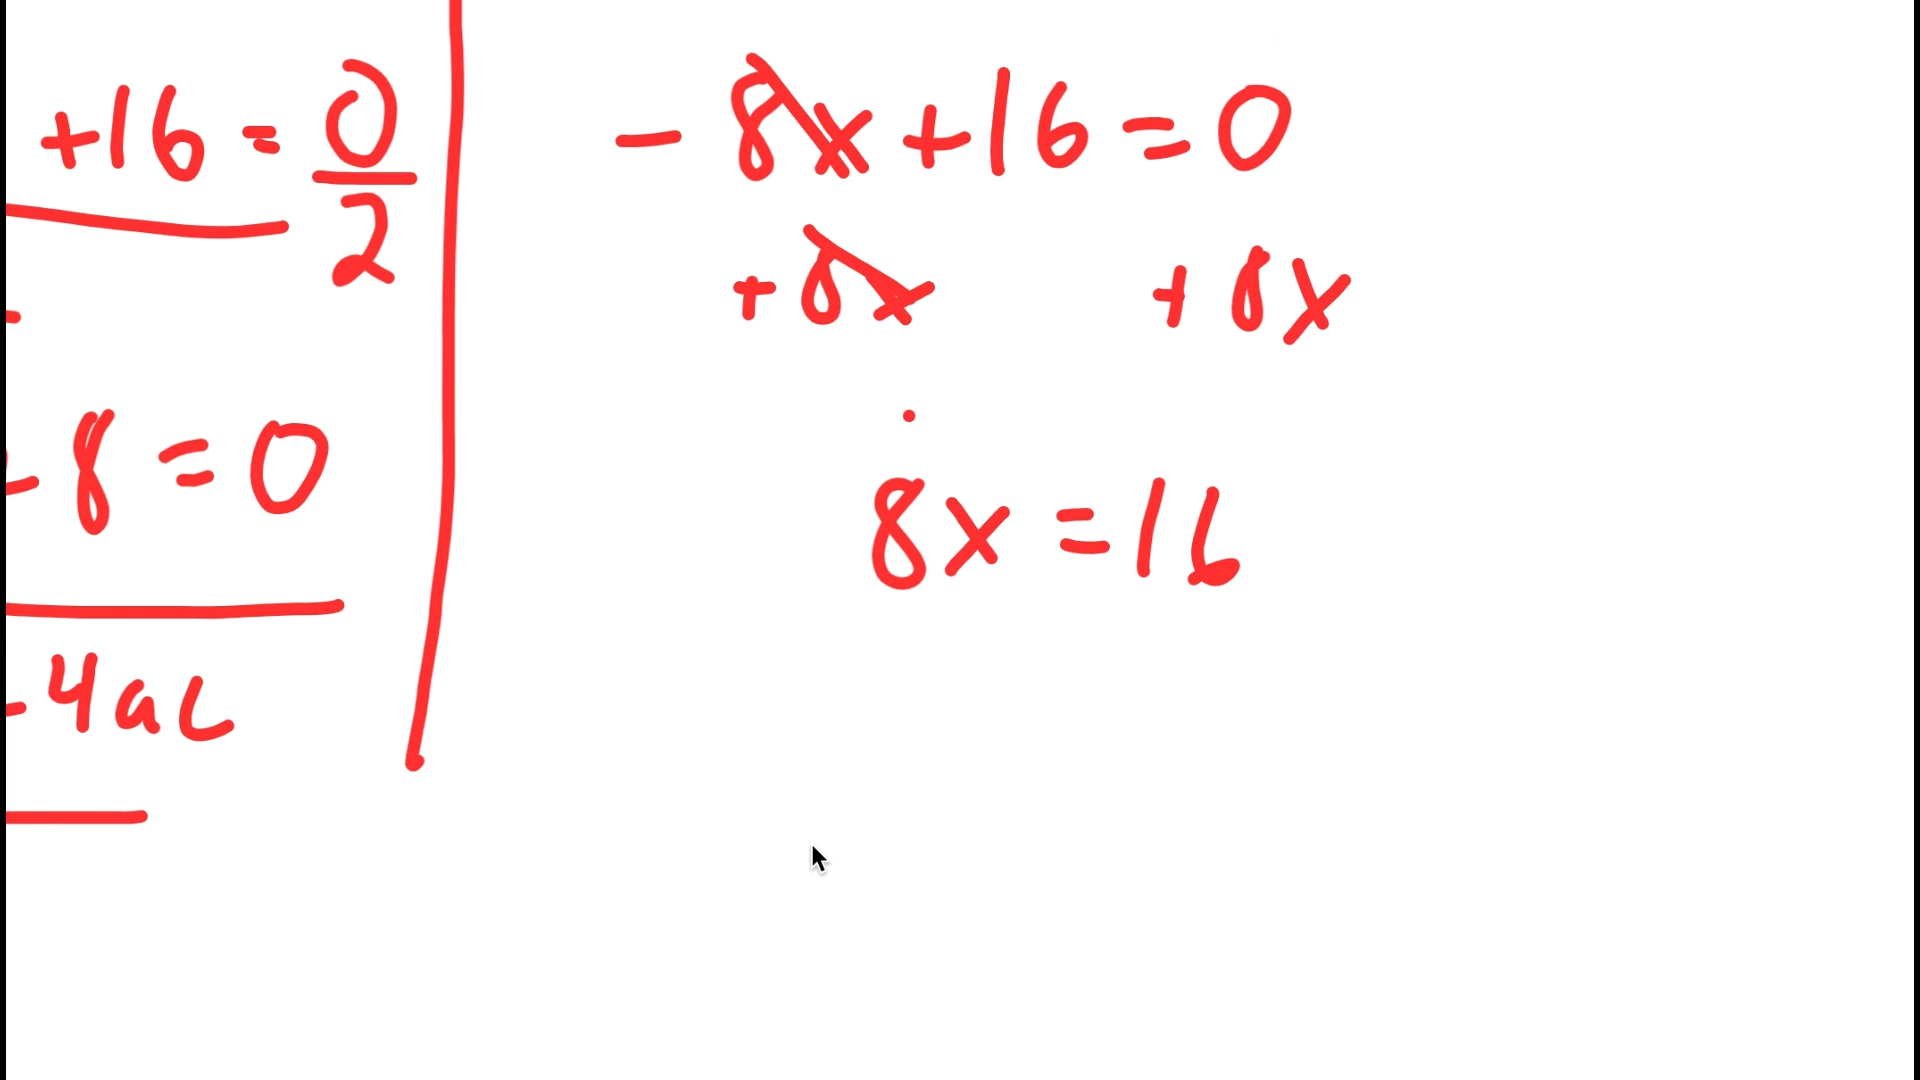 +16 = 0
2
- 8 = 0
- 4ac
- 8x + 16 = 0
+ 8x + 8x
8x = 16